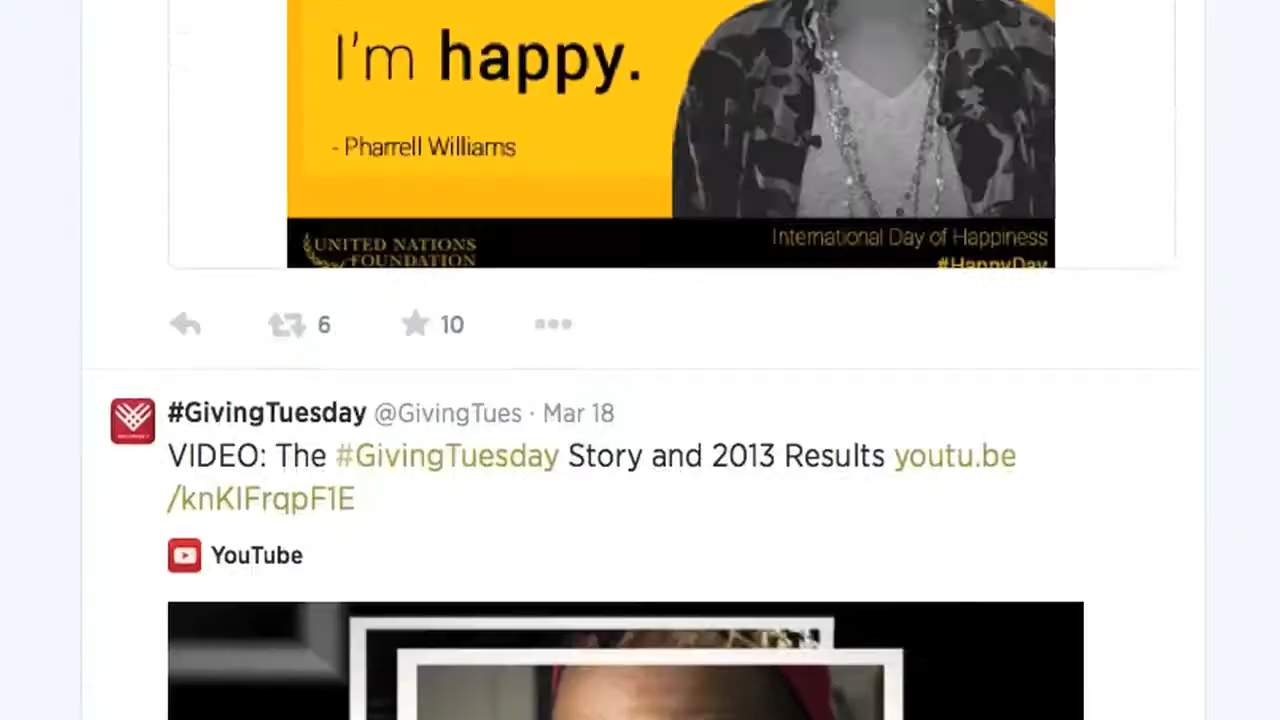 I'm happy.
- Pharrell Williams
UNITED NATIONS
FOUNDATION
International Day of Happiness
#HappyDay
6
10
#GivingTuesday @GivingTues · Mar 18
VIDEO: The #GivingTuesday Story and 2013 Results youtu.be
/knKIFrqpF1E
YouTube